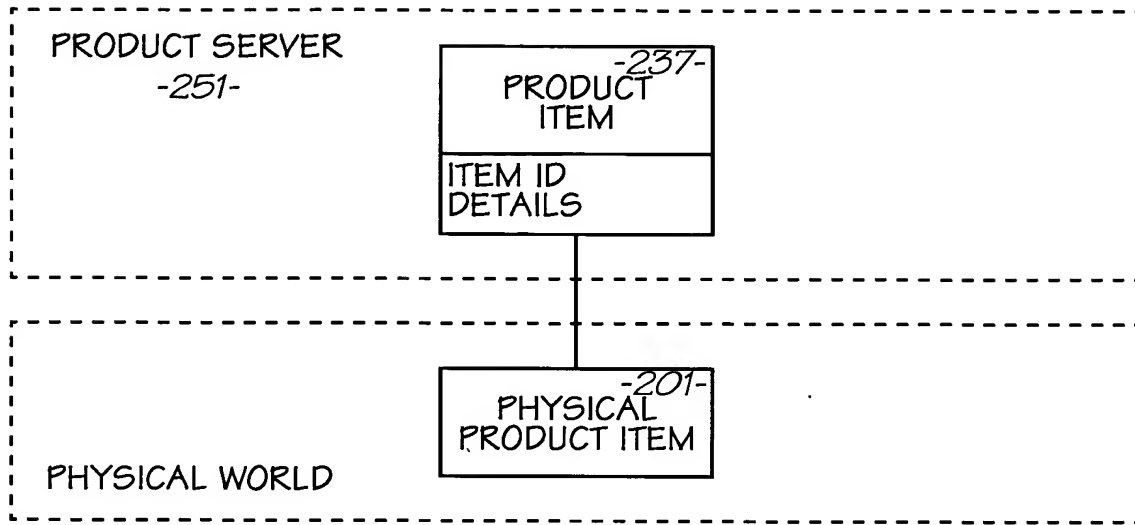 PRODUCT SERVER
-251-
-237-
PRODUCT
ITEM
ITEM ID
DETAILS
-201-
PHYSICAL
PRODUCT ITEM
PHYSICAL WORLD